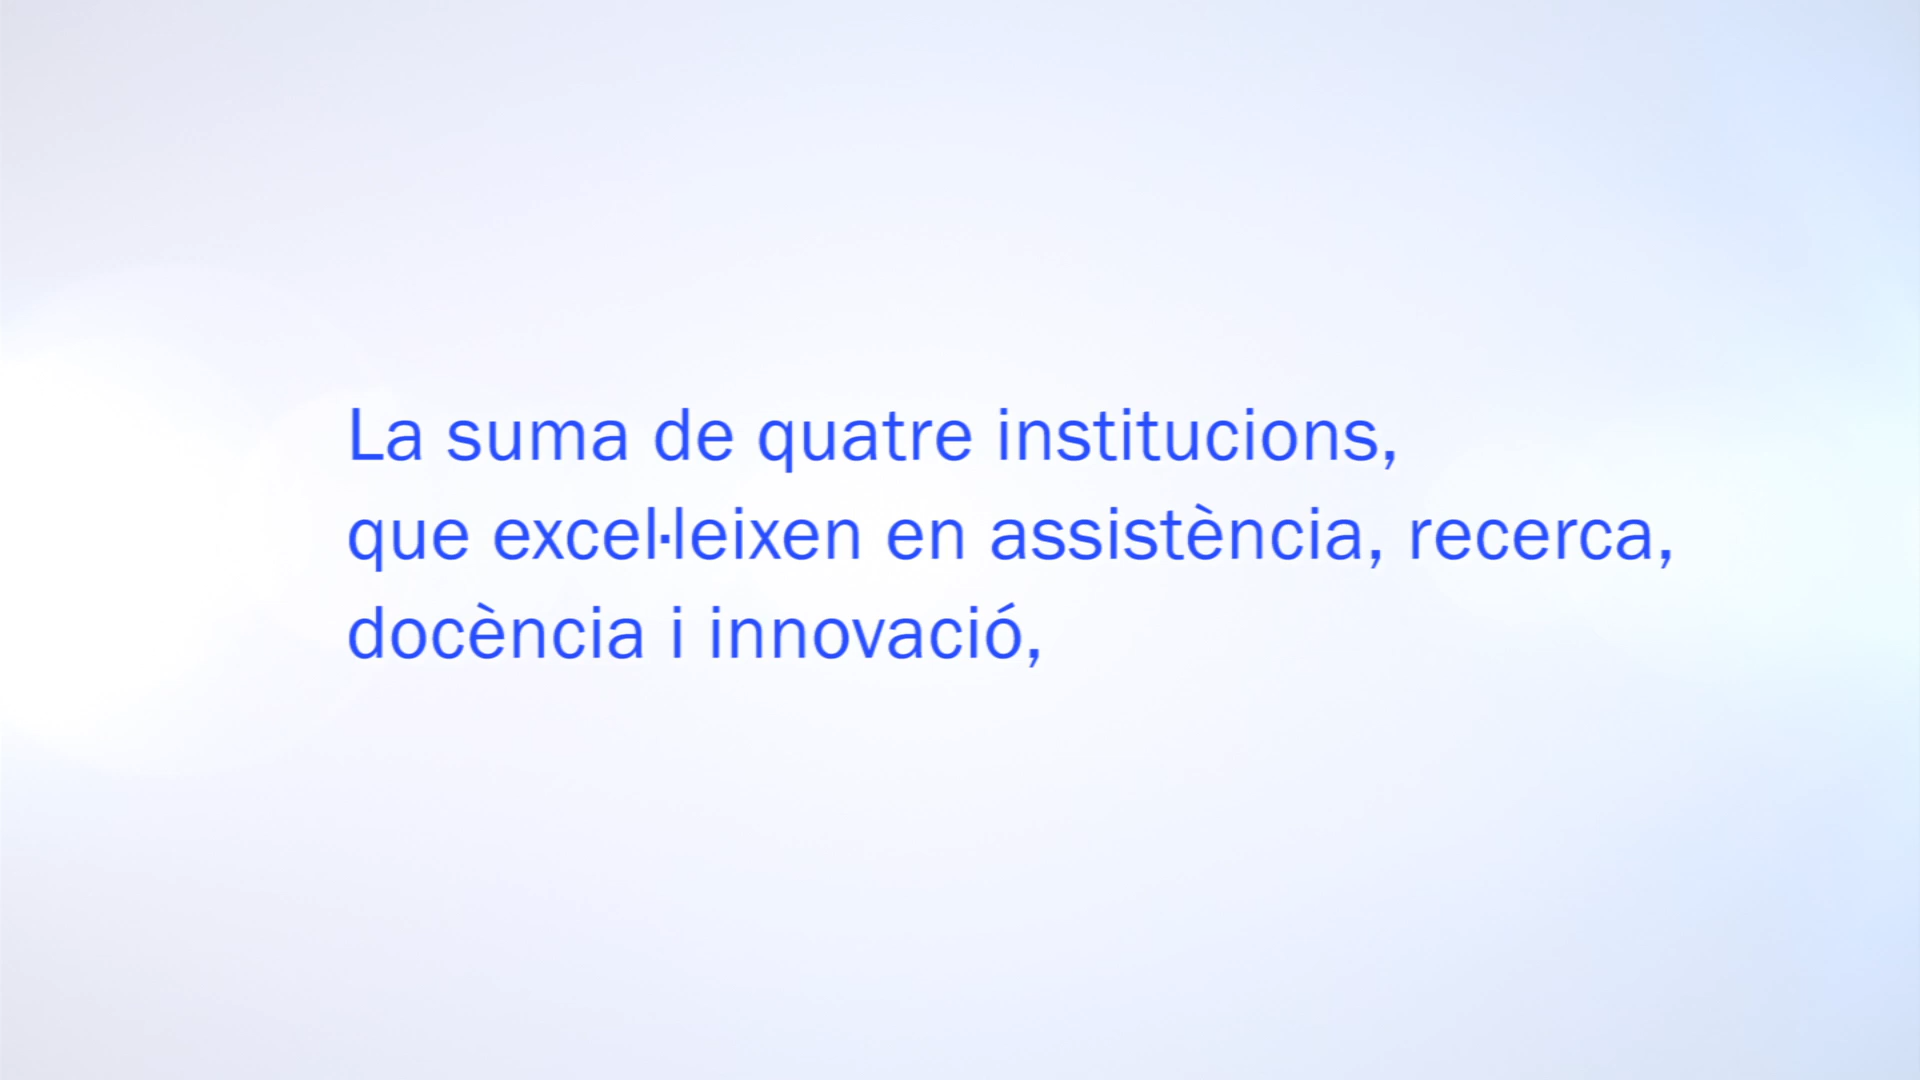 La suma de quatre institucions,
que excel·leixen en assistència, recerca,
docència i innovació,